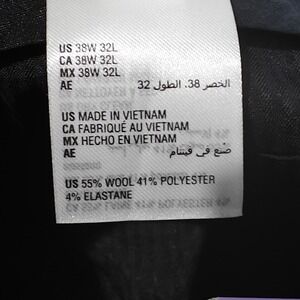 US 38W 32L
CA 38W 32L
MX 38W 32L
AE الخصر 38، الطول 32
US MADE IN VIETNAM
CA FABRIQUÉ AU VIETNAM
MX HECHO EN VIETNAM
AE صنع في فيتنام
US 55% WOOL 41% POLYESTER
4% ELASTANE